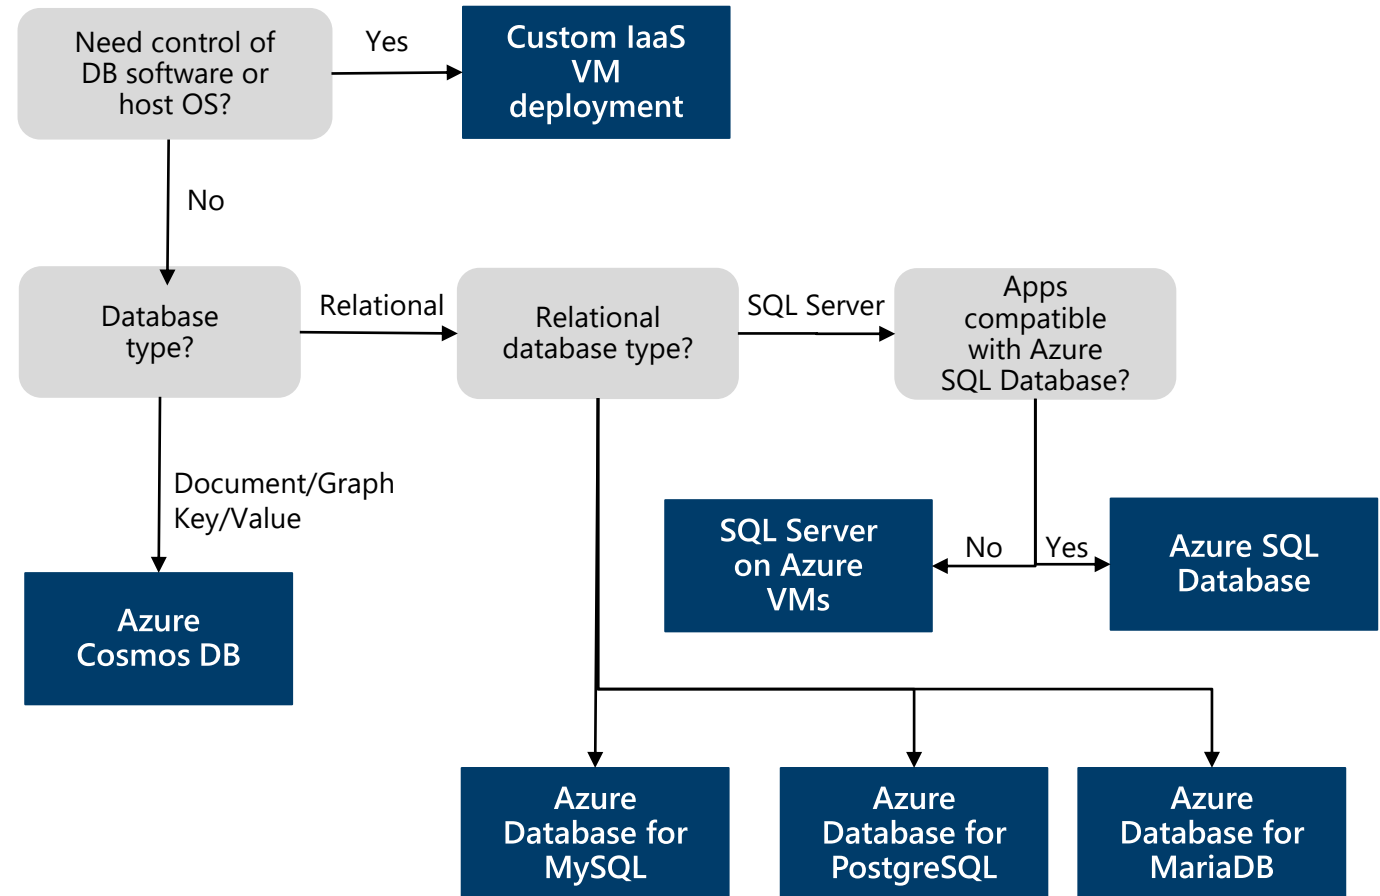 Need control of
DB software or
host OS?
Yes
Custom IaaS
VM
deployment
No
Database
type?
Relational
Relational
database type?
SQL Server
Apps
compatible
with Azure
SQL Database?
Document/Graph
Key/Value
SQL Server
on Azure
VMs
No
Yes
Azure SQL
Database
Azure
Cosmos DB
Azure
Database for
MySQL
Azure
Database for
PostgreSQL
Azure
Database for
MariaDB